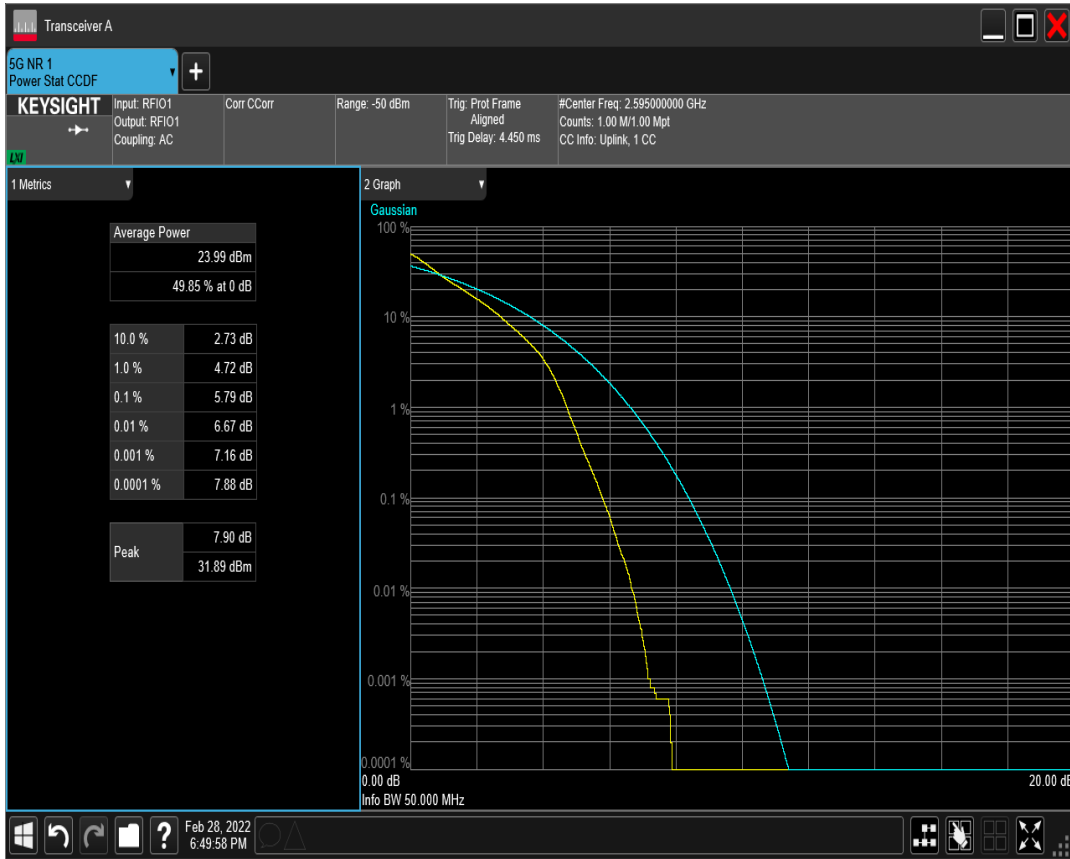 Transceiver A
5G NR 1
Power Stat CCDF
+
KEYSIGHT
LXI
Input: RFIO1
Output: RFIO1
Coupling: AC
Corr CCorr
Range: -50 dBm
Trig: Prot Frame
Aligned
Trig Delay: 4.450 ms
#Center Freq: 2.595000000 GHz
Counts: 1.00 M/1.00 Mpt
CC Info: Uplink, 1 CC
1 Metrics
Average Power
23.99 dBm
49.85 % at 0 dB
10.0 % 2.73 dB
1.0 % 4.72 dB
0.1 % 5.79 dB
0.01 % 6.67 dB
0.001 % 7.16 dB
0.0001 % 7.88 dB
Peak 7.90 dB
31.89 dBm
2 Graph
Gaussian
100 %
10 %
1 %
0.1 %
0.01 %
0.001 %
0.0001 %
0.00 dB 20.00 dB
Info BW 50.000 MHz
?
Feb 28, 2022
6:49:58 PM